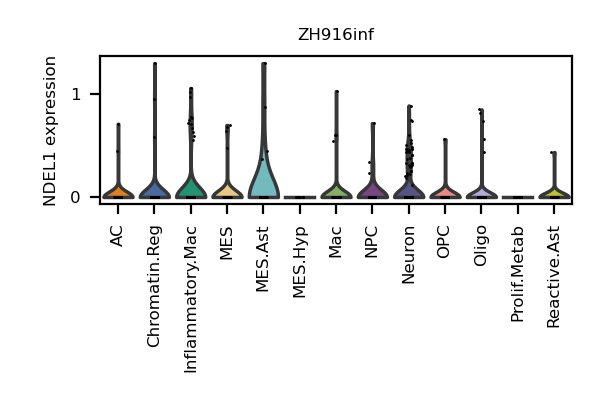 ZH916inf
NDEL1 expression
1
0
AC
Chromatin.Reg
Inflammatory.Mac
MES
MES.Ast
MES.Hyp
Mac
NPC
Neuron
OPC
Oligo
Prolif.Metab
Reactive.Ast